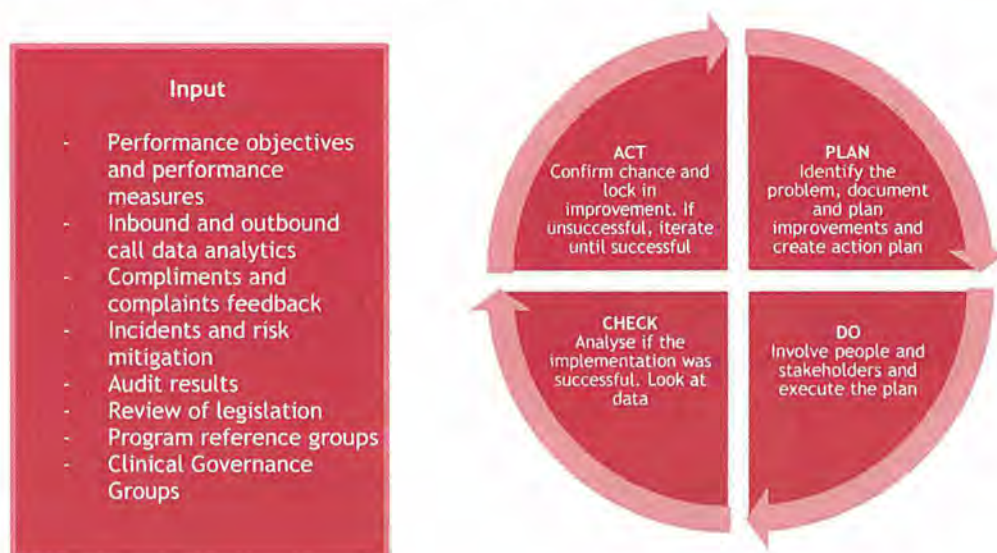 Input
- Performance objectives
and performance
measures
- Inbound and outbound
call data analytics
- Compliments and
complaints feedback
- Incidents and risk
mitigation
- Audit results
- Review of legislation
- Program reference groups
- Clinical Governance
Groups
ACT
Confirm chance and
lock in
improvement. If
unsuccessful, iterate
until successful
PLAN
Identify the
problem, document
and plan
improvements and
create action plan
CHECK
Analyse if the
implementation was
successful. Look at
data
DO
Involve people and
stakeholders and
execute the plan